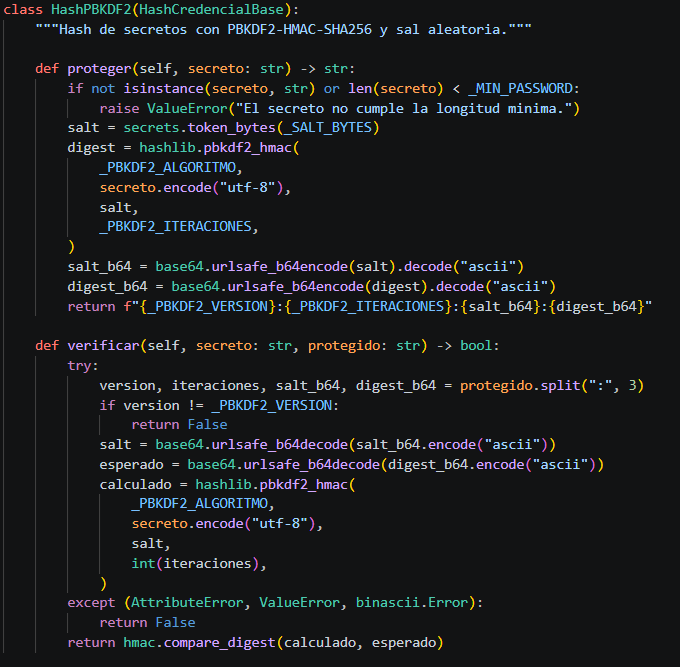 class HashPBKDF2(HashCredencialBase):
    """Hash de secretos con PBKDF2-HMAC-SHA256 y sal aleatoria."""

    def proteger(self, secreto: str) -> str:
        if not isinstance(secreto, str) or len(secreto) < _MIN_PASSWORD:
            raise ValueError("El secreto no cumple la longitud minima.")
        salt = secrets.token_bytes(_SALT_BYTES)
        digest = hashlib.pbkdf2_hmac(
            _PBKDF2_ALGORITMO,
            secreto.encode("utf-8"),
            salt,
            _PBKDF2_ITERACIONES,
        )
        salt_b64 = base64.urlsafe_b64encode(salt).decode("ascii")
        digest_b64 = base64.urlsafe_b64encode(digest).decode("ascii")
        return f"{_PBKDF2_VERSION}:{_PBKDF2_ITERACIONES}:{salt_b64}:{digest_b64}"

    def verificar(self, secreto: str, protegido: str) -> bool:
        try:
            version, iteraciones, salt_b64, digest_b64 = protegido.split(":", 3)
            if version != _PBKDF2_VERSION:
                return False
            salt = base64.urlsafe_b64decode(salt_b64.encode("ascii"))
            esperado = base64.urlsafe_b64decode(digest_b64.encode("ascii"))
            calculado = hashlib.pbkdf2_hmac(
                _PBKDF2_ALGORITMO,
                secreto.encode("utf-8"),
                salt,
                int(iteraciones),
            )
        except (AttributeError, ValueError, binascii.Error):
            return False
        return hmac.compare_digest(calculado, esperado)